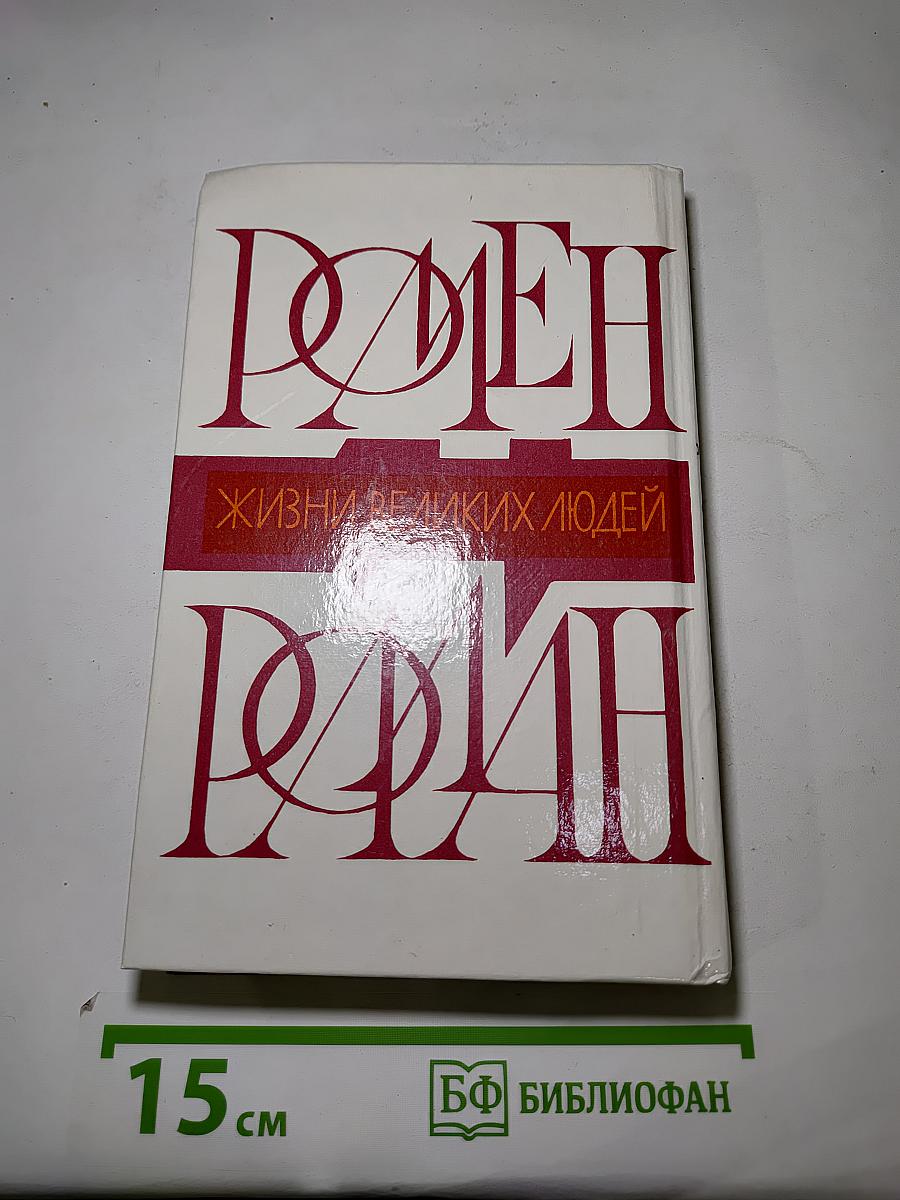 РОМЕН
ЖИЗНИ ВЕЛИКИХ ЛЮДЕЙ
РОЛЛАН
15 см
БФ БИБЛИОФАН